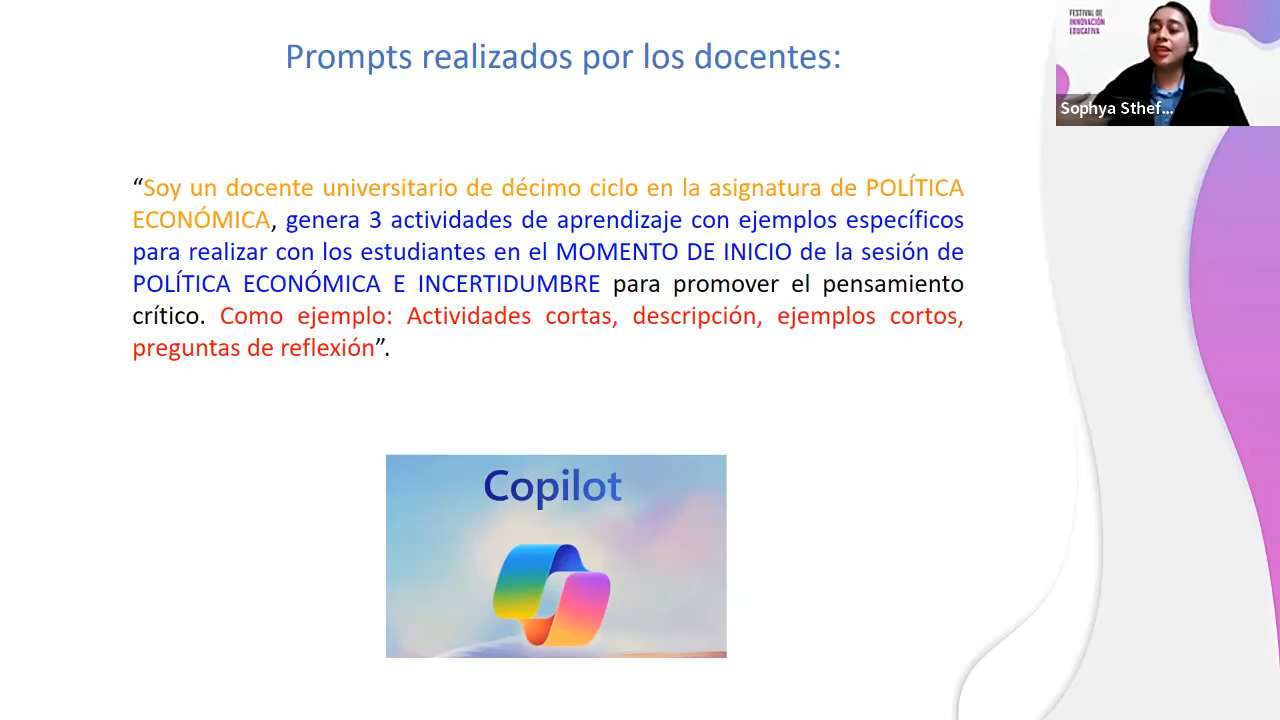 Prompts realizados por los docentes:
FESTIVAL DE
INNOVACIÓN
EDUCATIVA
Sophya Sthef...
“Soy un docente universitario de décimo ciclo en la asignatura de POLÍTICA
ECONÓMICA, genera 3 actividades de aprendizaje con ejemplos específicos
para realizar con los estudiantes en el MOMENTO DE INICIO de la sesión de
POLÍTICA ECONÓMICA E INCERTIDUMBRE para promover el pensamiento
crítico. Como ejemplo: Actividades cortas, descripción, ejemplos cortos,
preguntas de reflexión”.
Copilot